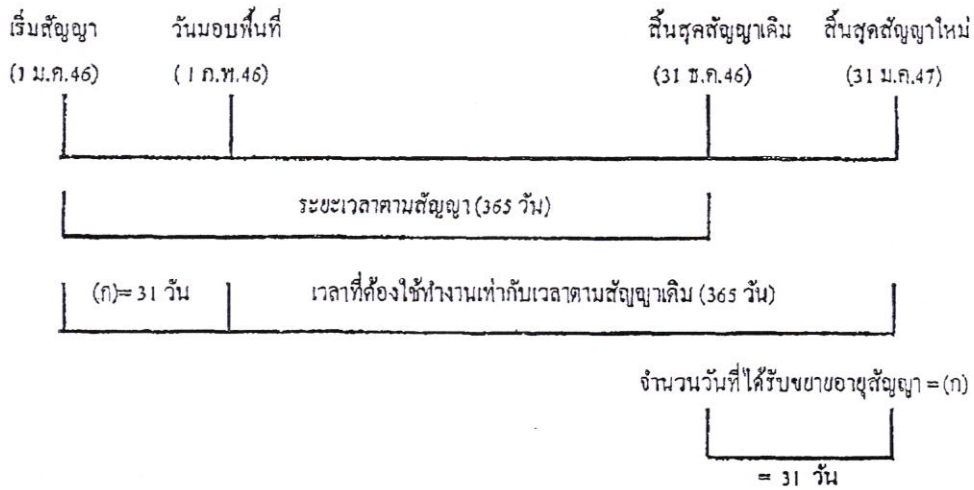 เริ่มสัญญา วันมอบพื้นที่ สิ้นสุดสัญญาเดิม สิ้นสุดสัญญาใหม่
(1 ม.ค.46) (1 ก.พ.46) (31 ธ.ค.46) (31 ม.ค.47)
ระยะเวลาตามสัญญา (365 วัน)
(ก)= 31 วัน เวลาที่ต้องใช้ทำงานเท่ากับเวลาตามสัญญาเดิม (365 วัน)
จำนวนวันที่ได้รับขยายอายุสัญญา = (ก)
= 31 วัน